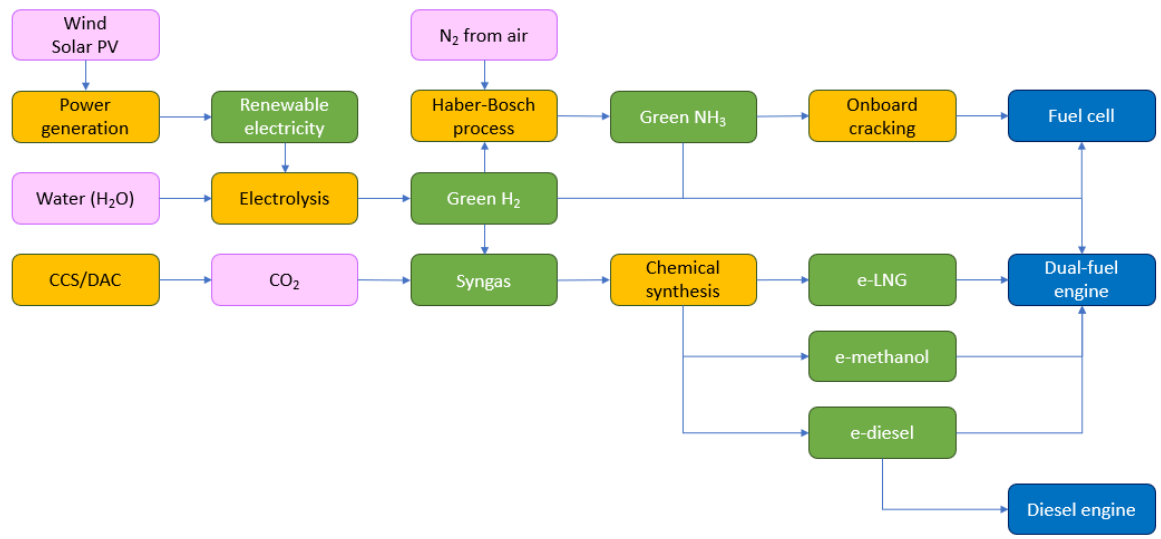 Wind
Solar PV
N₂ from air
Power
generation
Renewable
electricity
Haber-Bosch
process
Green NH₃
Onboard
cracking
Fuel cell
Water (H₂O)
Electrolysis
Green H₂
CCS/DAC
CO₂
Syngas
Chemical
synthesis
e-LNG
Dual-fuel
engine
e-methanol
e-diesel
Diesel engine